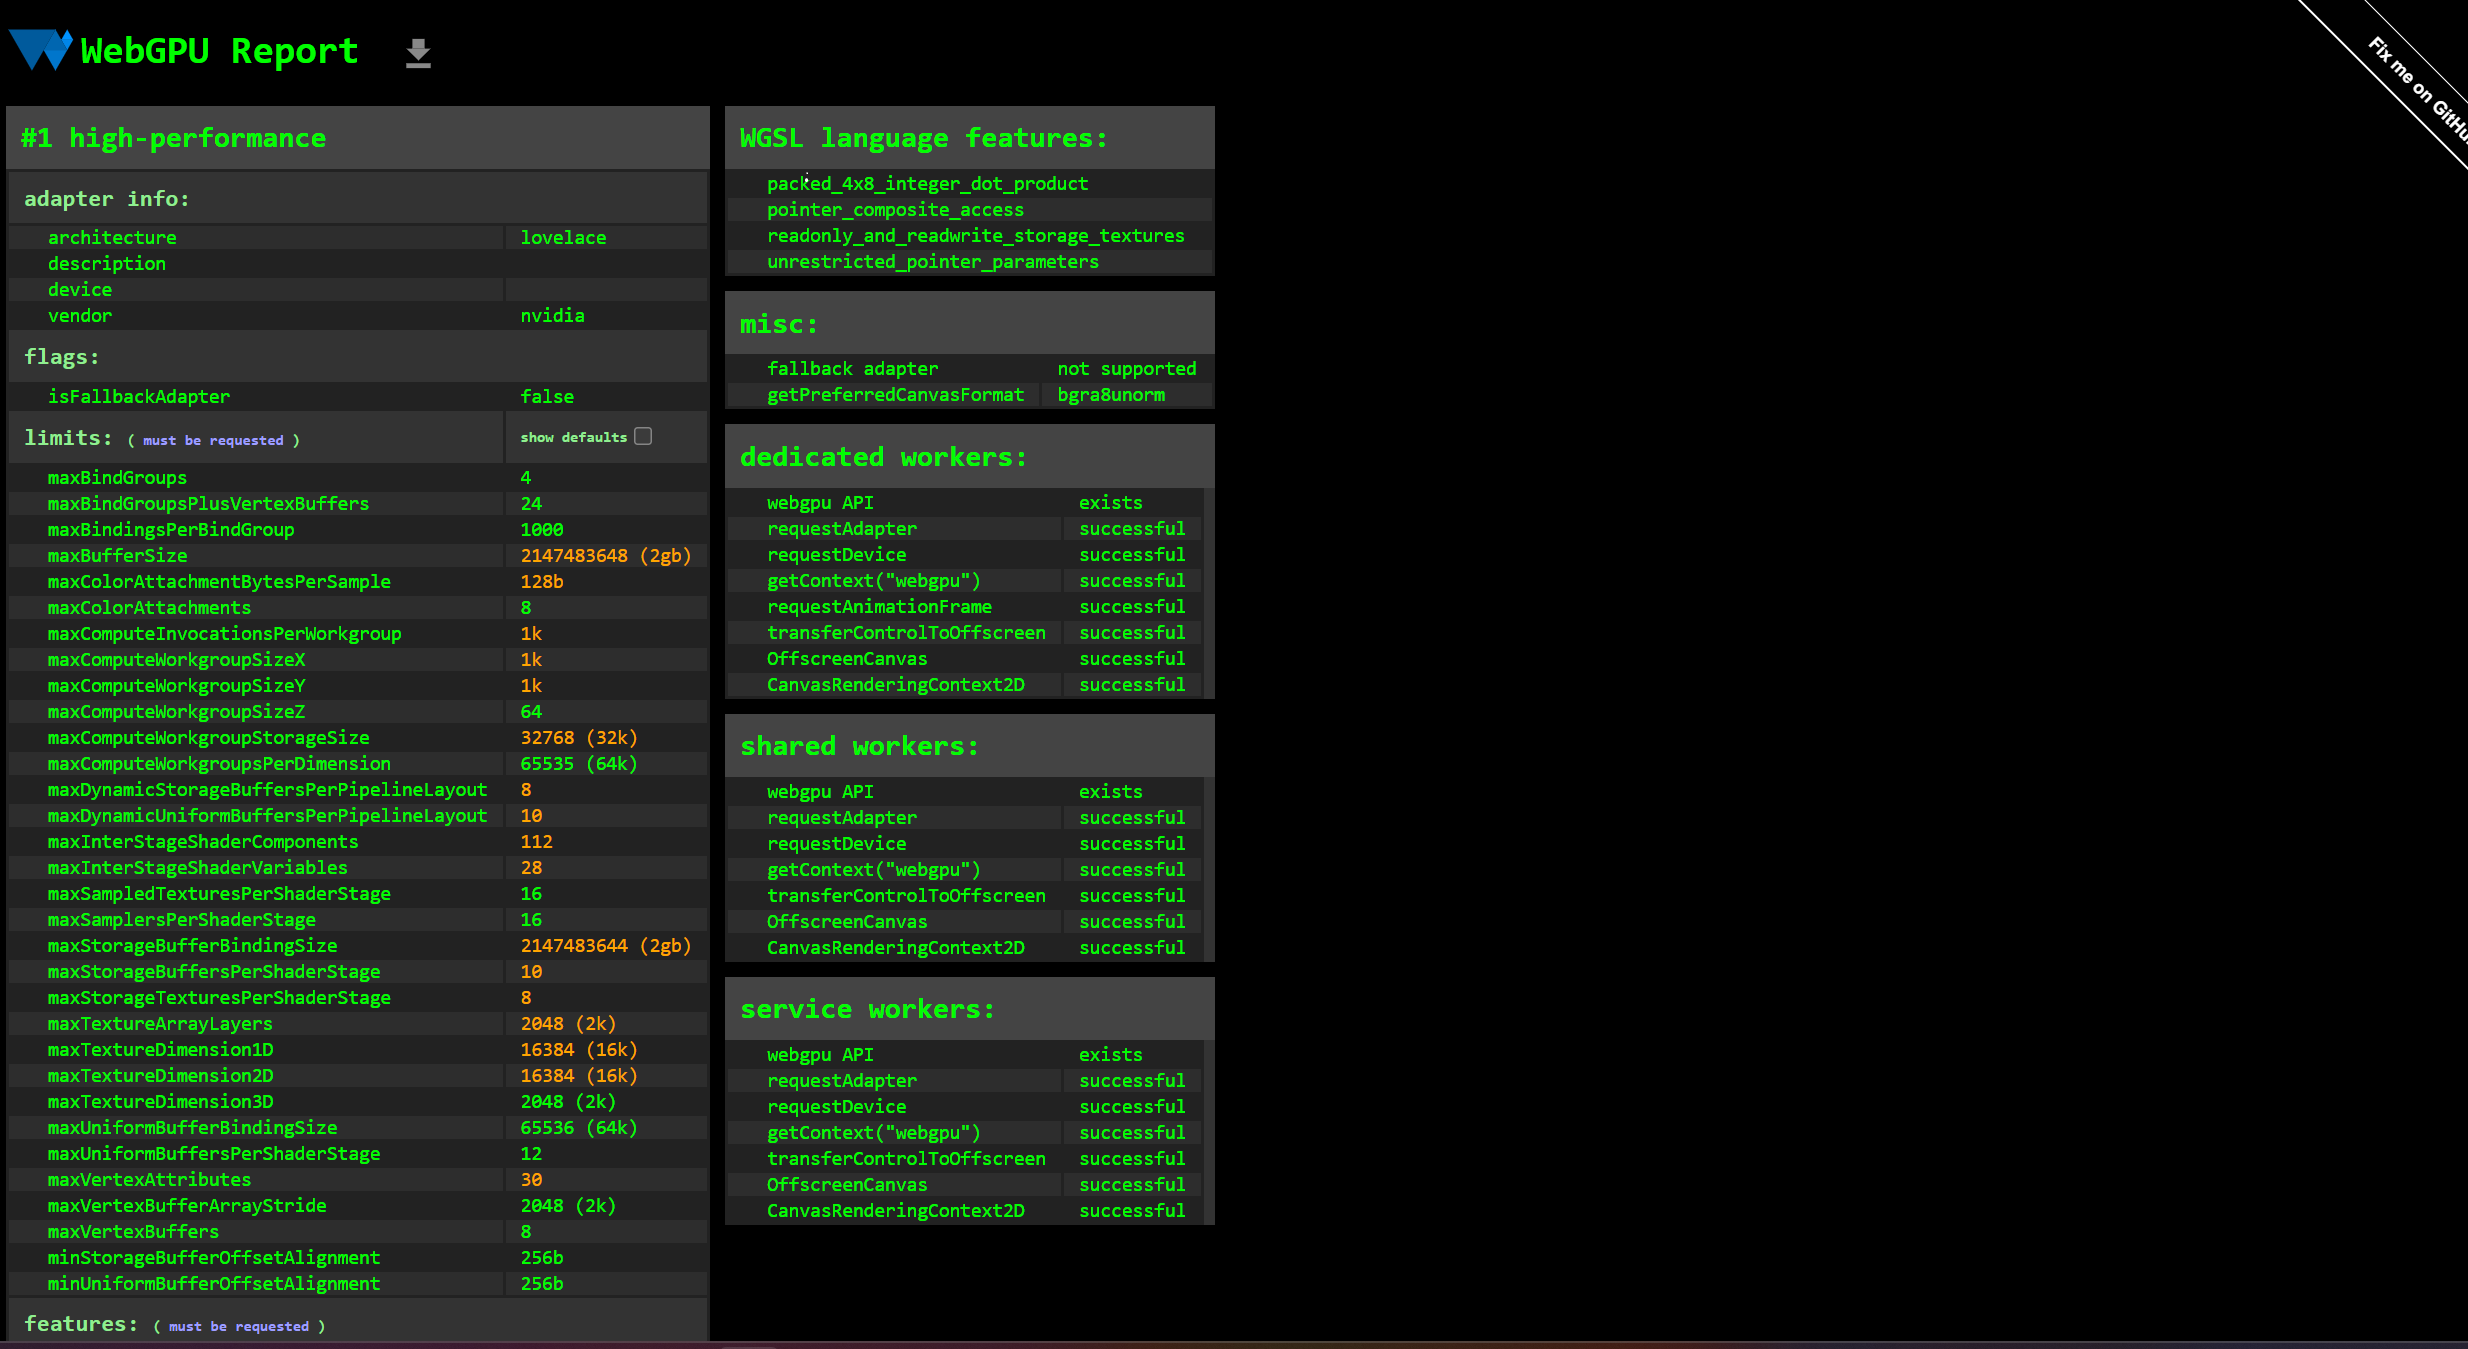 WebGPU Report
Fix me on GitHu
#1 high-performance
adapter info:
architecture lovelace
description
device
vendor nvidia
flags:
isFallbackAdapter false
limits: ( must be requested ) show defaults
maxBindGroups 4
maxBindGroupsPlusVertexBuffers 24
maxBindingsPerBindGroup 1000
maxBufferSize 2147483648 (2gb)
maxColorAttachmentBytesPerSample 128b
maxColorAttachments 8
maxComputeInvocationsPerWorkgroup 1k
maxComputeWorkgroupSizeX 1k
maxComputeWorkgroupSizeY 1k
maxComputeWorkgroupSizeZ 64
maxComputeWorkgroupStorageSize 32768 (32k)
maxComputeWorkgroupsPerDimension 65535 (64k)
maxDynamicStorageBuffersPerPipelineLayout 8
maxDynamicUniformBuffersPerPipelineLayout 10
maxInterStageShaderComponents 112
maxInterStageShaderVariables 28
maxSampledTexturesPerShaderStage 16
maxSamplersPerShaderStage 16
maxStorageBufferBindingSize 2147483644 (2gb)
maxStorageBuffersPerShaderStage 10
maxStorageTexturesPerShaderStage 8
maxTextureArrayLayers 2048 (2k)
maxTextureDimension1D 16384 (16k)
maxTextureDimension2D 16384 (16k)
maxTextureDimension3D 2048 (2k)
maxUniformBufferBindingSize 65536 (64k)
maxUniformBuffersPerShaderStage 12
maxVertexAttributes 30
maxVertexBufferArrayStride 2048 (2k)
maxVertexBuffers 8
minStorageBufferOffsetAlignment 256b
minUniformBufferOffsetAlignment 256b
features: ( must be requested )
WGSL language features:
packed_4x8_integer_dot_product
pointer_composite_access
readonly_and_readwrite_storage_textures
unrestricted_pointer_parameters
misc:
fallback adapter not supported
getPreferredCanvasFormat bgra8unorm
dedicated workers:
webgpu API exists
requestAdapter successful
requestDevice successful
getContext("webgpu") successful
requestAnimationFrame successful
transferControlToOffscreen successful
OffscreenCanvas successful
CanvasRenderingContext2D successful
shared workers:
webgpu API exists
requestAdapter successful
requestDevice successful
getContext("webgpu") successful
transferControlToOffscreen successful
OffscreenCanvas successful
CanvasRenderingContext2D successful
service workers:
webgpu API exists
requestAdapter successful
requestDevice successful
getContext("webgpu") successful
transferControlToOffscreen successful
OffscreenCanvas successful
CanvasRenderingContext2D successful